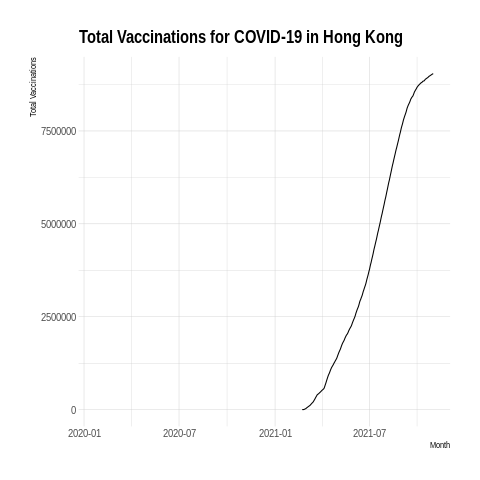 Total Vaccinations for COVID-19 in Hong Kong
Total Vaccinations
7500000
5000000
2500000
0
2020-01 2020-07 2021-01 2021-07
Month